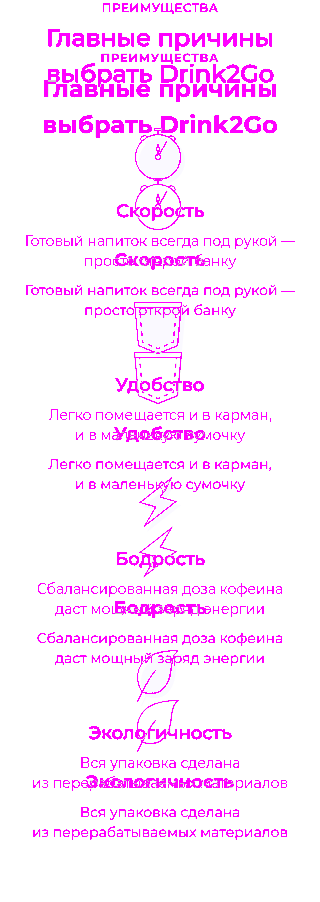 ПРЕИМУЩЕСТВА
Главные причины
ПРЕИМУЩЕСТВА
выбрать Drink2Go
Главные причины
выбрать Drink2Go
Скорость
Готовый напиток всегда под рукой —
просто открой банку
Скорость
Готовый напиток всегда под рукой —
просто открой банку
Удобство
Легко помещается и в карман,
и в маленькую сумочку
Удобство
Легко помещается и в карман,
и в маленькую сумочку
Бодрость
Сбалансированная доза кофеина
даст мощный заряд энергии
Бодрость
Сбалансированная доза кофеина
даст мощный заряд энергии
Экологичность
Вся упаковка сделана
из перерабатываемых материалов
Экологичность
Вся упаковка сделана
из перерабатываемых материалов